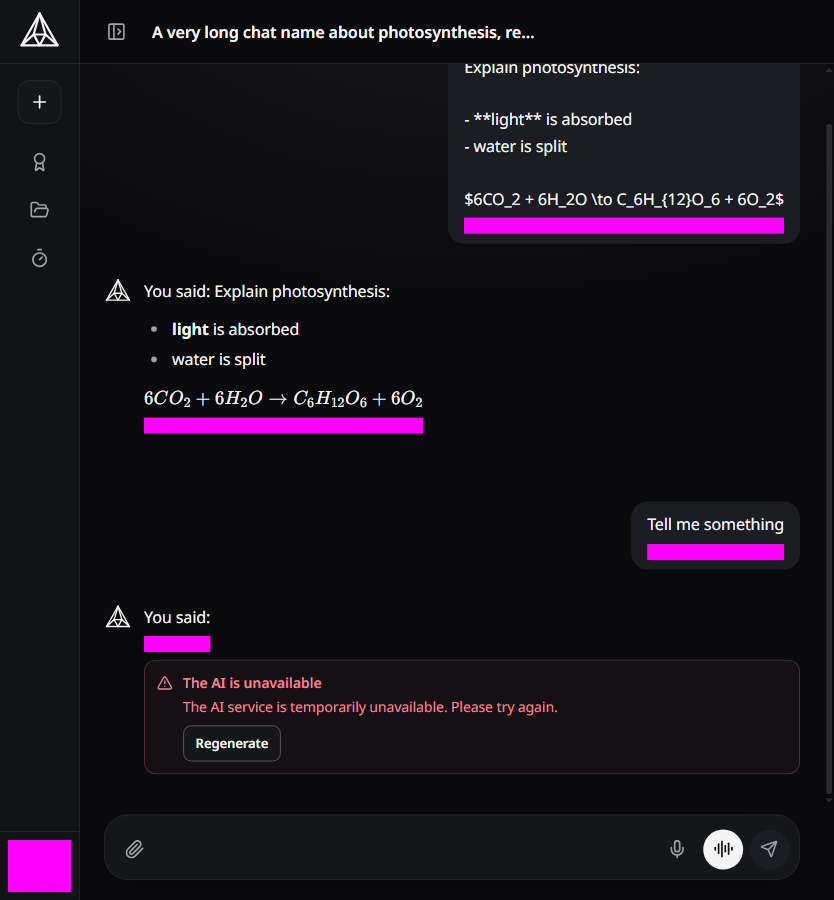 A very long chat name about photosynthesis, re...
Explain photosynthesis:
- **light** is absorbed
- water is split
$6CO_2 + 6H_2O \to C_6H_{12}O_6 + 6O_2$
You said: Explain photosynthesis:
• light is absorbed
• water is split
6CO₂ + 6H₂O → C₆H₁₂O₆ + 6O₂
Tell me something
You said:
The AI is unavailable
The AI service is temporarily unavailable. Please try again.
Regenerate